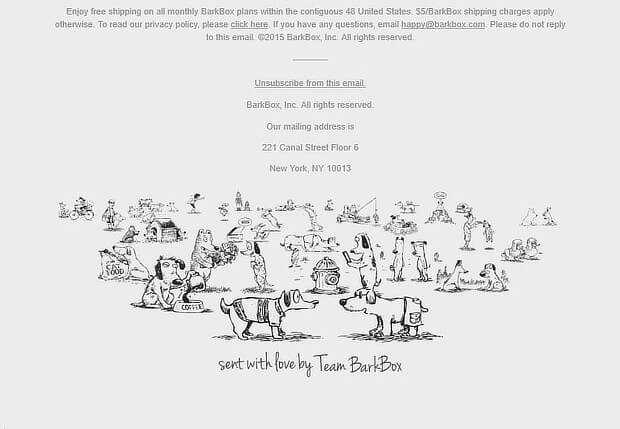 Enjoy free shipping on all monthly BarkBox plans within the contiguous 48 United States. $5/BarkBox shipping charges apply
otherwise. To read our privacy policy, please click here. If you have any questions, email happy@barkbox.com. Please do not reply
to this email. ©2015 BarkBox, Inc. All rights reserved.
Unsubscribe from this email.
BarkBox, Inc. All rights reserved.
Our mailing address is
221 Canal Street Floor 6
New York, NY 10013
FOOD
COFFEE
sent with love by Team BarkBox